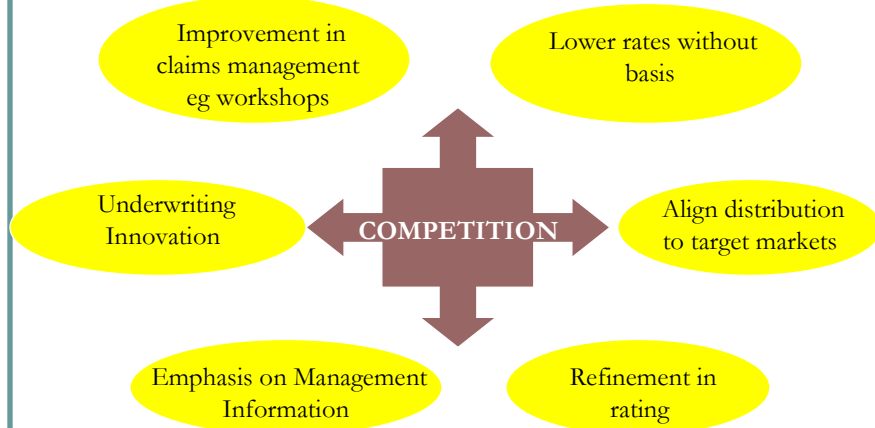 Improvement in
claims management
eg workshops
Lower rates without
basis
Underwriting
Innovation
COMPETITION
Align distribution
to target markets
Emphasis on Management
Information
Refinement in
rating